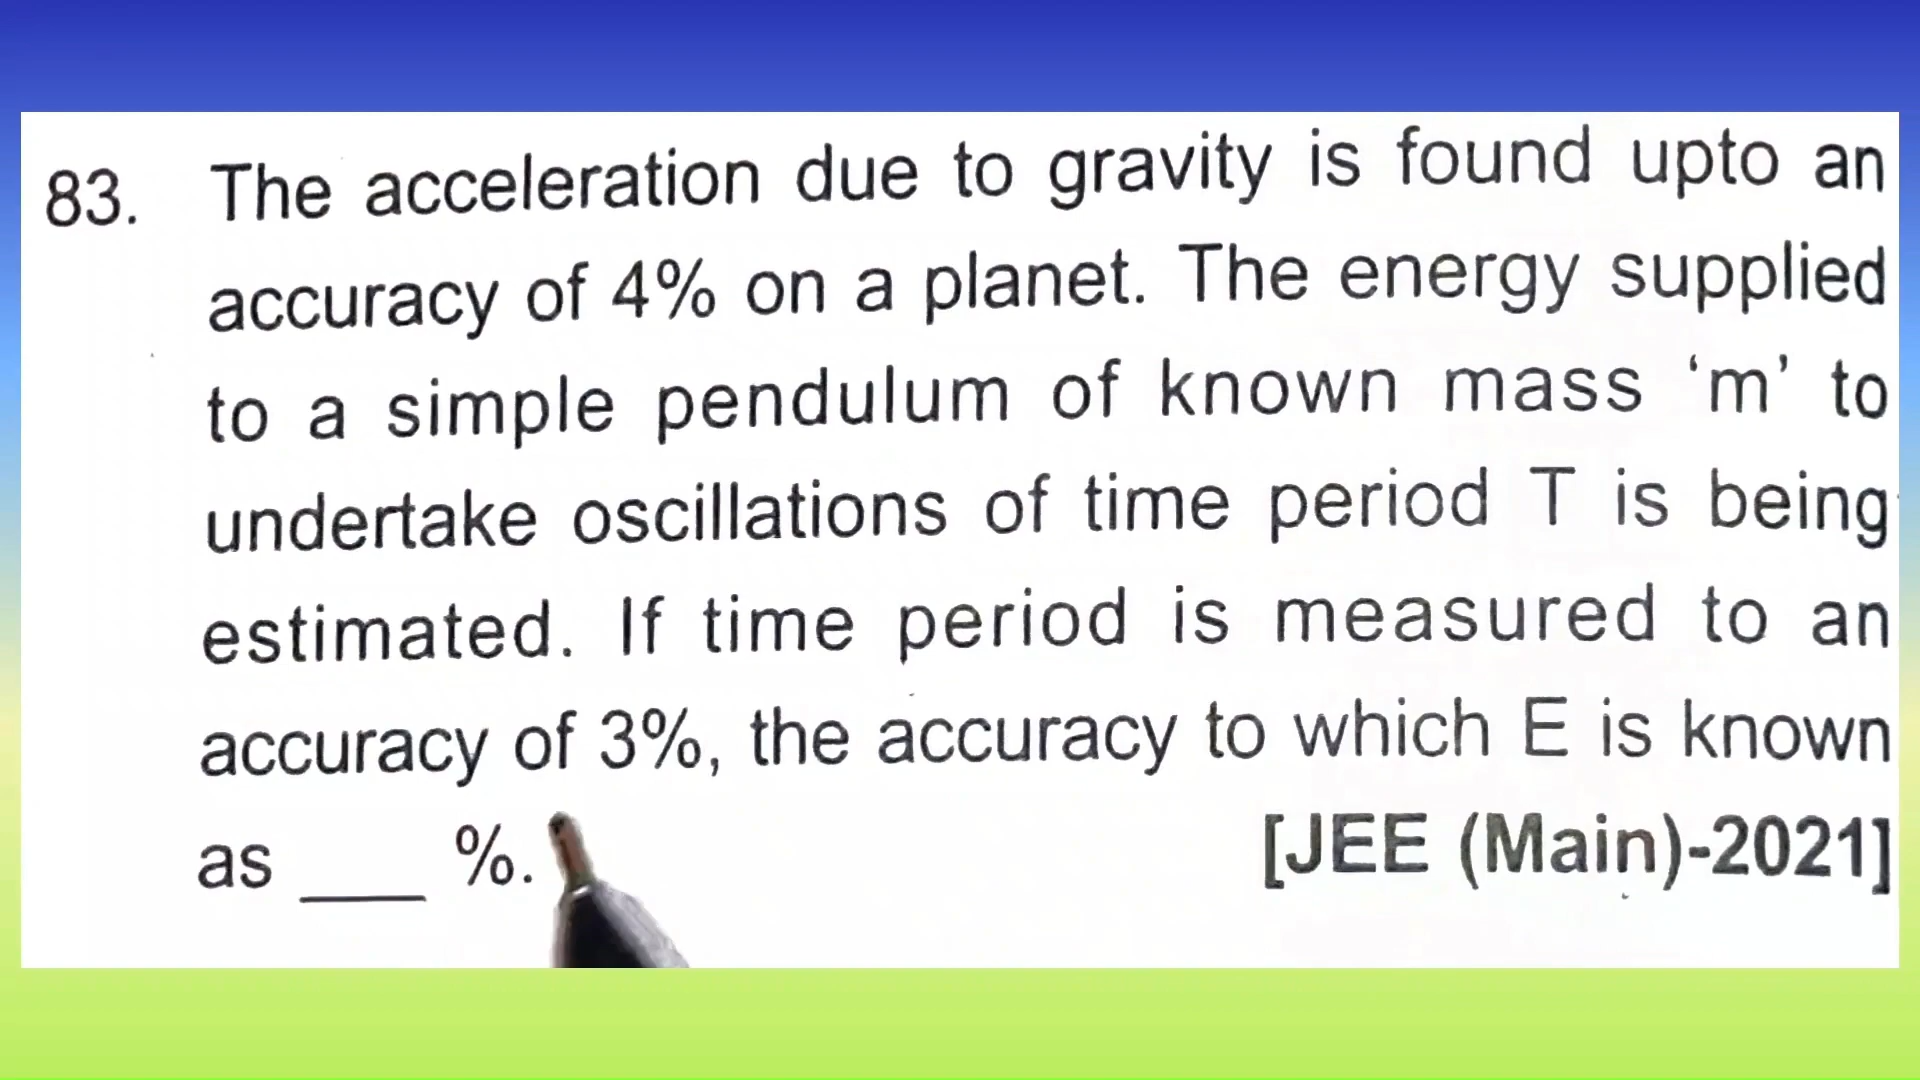 83. The acceleration due to gravity is found upto an
accuracy of 4% on a planet. The energy supplied
to a simple pendulum of known mass ‘m’ to
undertake oscillations of time period T is being
estimated. If time period is measured to an
accuracy of 3%, the accuracy to which E is known
as ____ %.
[JEE (Main)-2021]